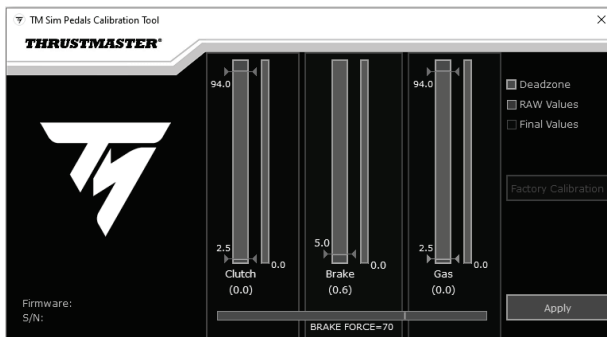 TM Sim Pedals Calibration Tool
THRUSTMASTER®
94.0
94.0
Deadzone
RAW Values
Final Values
Factory Calibration
2.5
5.0
2.5
0.0
0.0
0.0
Clutch
Brake
Gas
(0.0)
(0.6)
(0.0)
Firmware:
S/N:
Apply
BRAKE FORCE=70